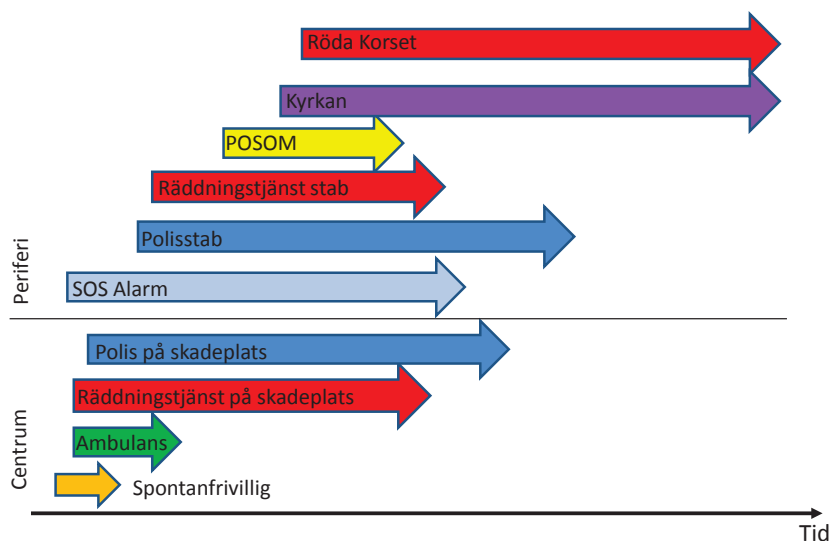 Röda Korset
Kyrkan
POSOM
Räddningstjänst stab
Polisstab
SOS Alarm
Periferi
Polis på skadeplats
Räddningstjänst på skadeplats
Ambulans
Spontanfrivillig
Centrum
Tid